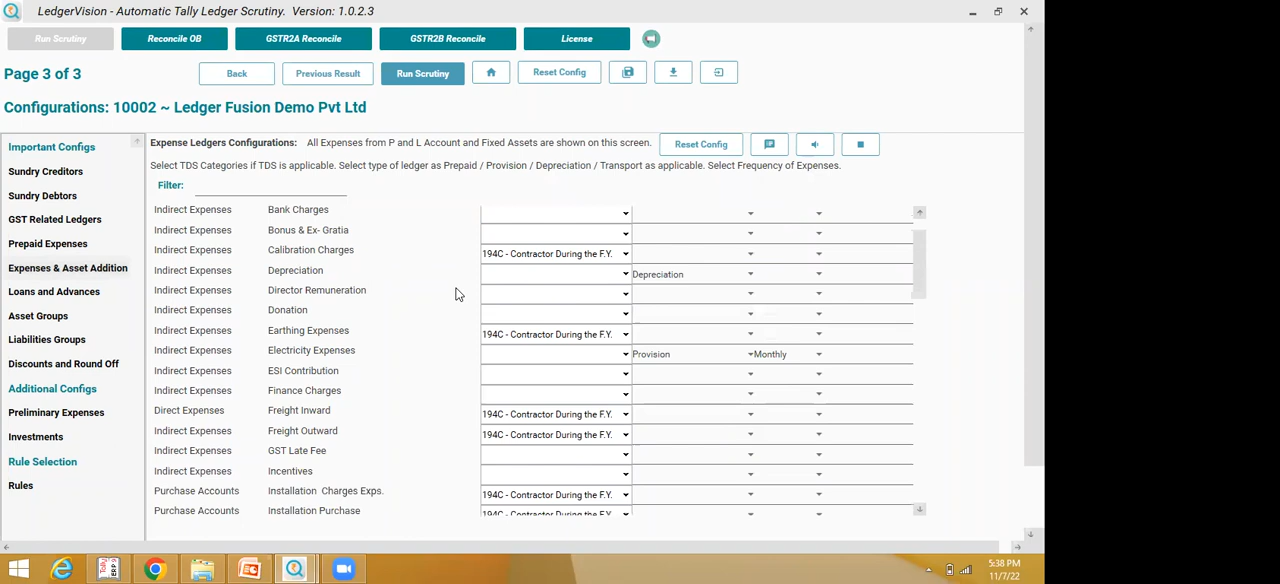 LedgerVision - Automatic Tally Ledger Scrutiny. Version: 1.0.2.3
Run Scrutiny Reconcile OB GSTR2A Reconcile GSTR2B Reconcile License
Page 3 of 3 Back Previous Result Run Scrutiny Reset Config
Configurations: 10002 ~ Ledger Fusion Demo Pvt Ltd
Important Configs
Sundry Creditors
Sundry Debtors
GST Related Ledgers
Prepaid Expenses
Expenses & Asset Addition
Loans and Advances
Asset Groups
Liabilities Groups
Discounts and Round Off
Additional Configs
Preliminary Expenses
Investments
Rule Selection
Rules
Expense Ledgers Configurations: All Expenses from P and L Account and Fixed Assets are shown on this screen. Reset Config
Select TDS Categories if TDS is applicable. Select type of ledger as Prepaid / Provision / Depreciation / Transport as applicable. Select Frequency of Expenses.
Filter:
Indirect Expenses Bank Charges
Indirect Expenses Bonus & Ex- Gratia
Indirect Expenses Calibration Charges 194C - Contractor During the F.Y.
Indirect Expenses Depreciation Depreciation
Indirect Expenses Director Remuneration
Indirect Expenses Donation
Indirect Expenses Earthing Expenses 194C - Contractor During the F.Y.
Indirect Expenses Electricity Expenses Provision Monthly
Indirect Expenses ESI Contribution
Indirect Expenses Finance Charges
Direct Expenses Freight Inward 194C - Contractor During the F.Y.
Indirect Expenses Freight Outward 194C - Contractor During the F.Y.
Indirect Expenses GST Late Fee
Indirect Expenses Incentives
Purchase Accounts Installation Charges Exps. 194C - Contractor During the F.Y.
Purchase Accounts Installation Purchase 194C - Contractor During the F.Y.
5:38 PM
11/7/22